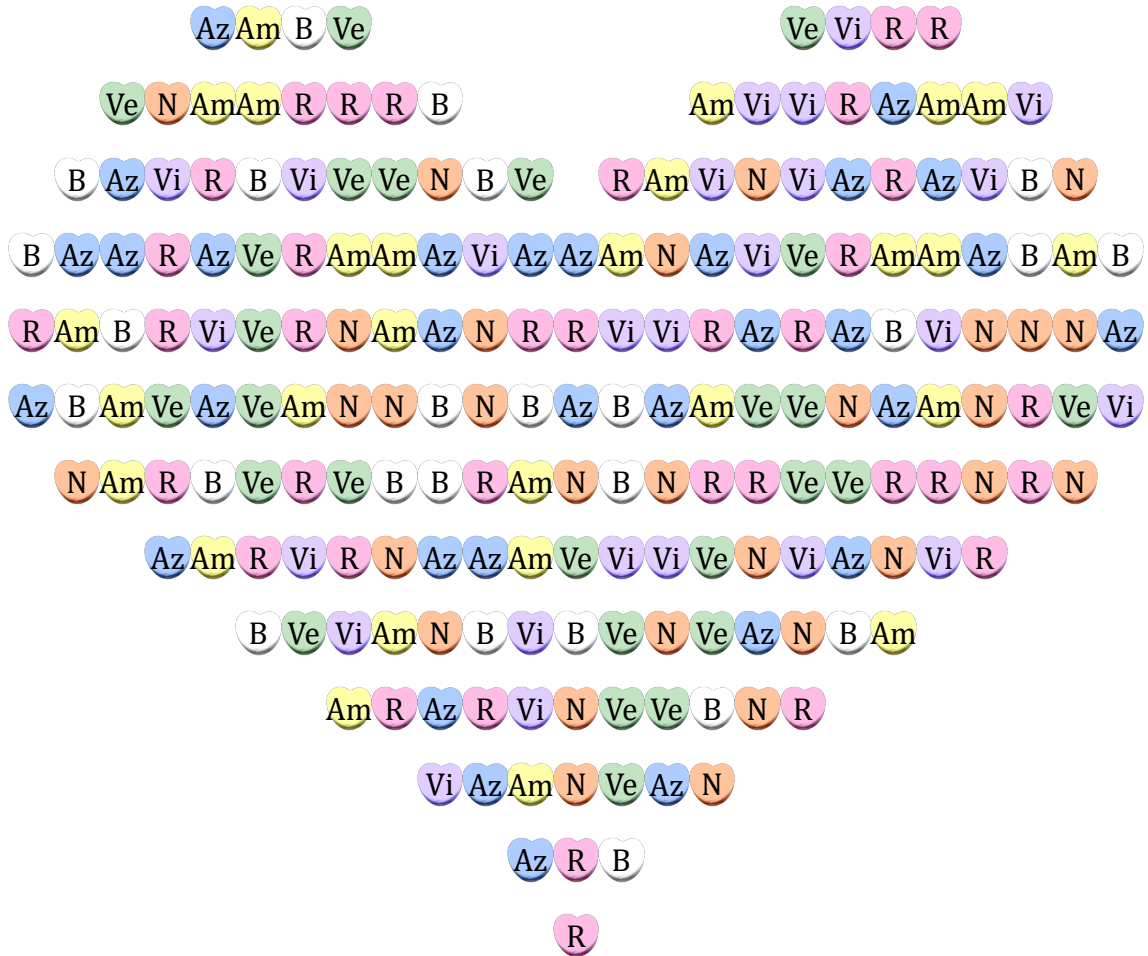 Az Am B Ve Ve Vi R R
Ve N Am Am R R R B Am Vi Vi R Az Am Am Vi
B Az Vi R B Vi Ve Ve N B Ve R Am Vi N Vi Az R Az Vi B N
B Az Az R Az Ve R Am Am Az Vi Az Az Am N Az Vi Ve R Am Am Az B Am B
R Am B R Vi Ve R N Am Az N R R Vi Vi R Az R Az B Vi N N N Az
Az B Am Ve Az Ve Am N N B N B Az B Az Am Ve Ve N Az Am N R Ve Vi
N Am R B Ve R Ve B B R Am N B N R R Ve Ve R R N R N
Az Am R Vi R N Az Az Am Ve Vi Vi Ve N Vi Az N Vi R
B Ve Vi Am N B Vi B Ve N Ve Az N B Am
Am R Az R Vi N Ve Ve B N R
Vi Az Am N Ve Az N
Az R B
R